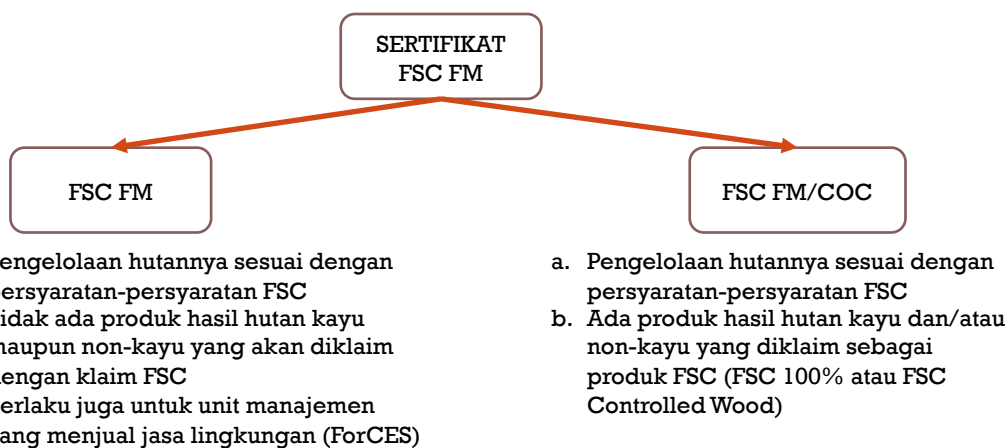 SERTIFIKAT
FSC FM
FSC FM
FSC FM/COC
engelolaan hutannya sesuai dengan
ersyaratan-persyaratan FSC
idak ada produk hasil hutan kayu
aupun non-kayu yang akan diklaim
engan klaim FSC
erlaku juga untuk unit manajemen
ang menjual jasa lingkungan (ForCES)
a. Pengelolaan hutannya sesuai dengan
persyaratan-persyaratan FSC
b. Ada produk hasil hutan kayu dan/atau
non-kayu yang diklaim sebagai
produk FSC (FSC 100% atau FSC
Controlled Wood)